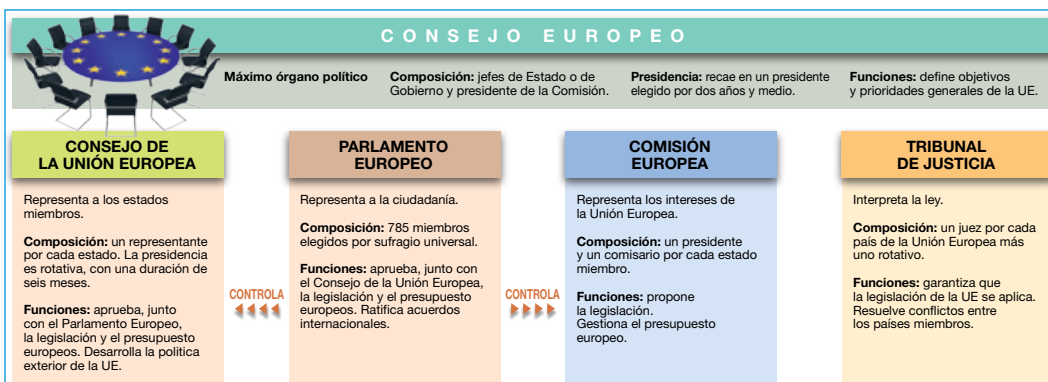 CONSEJO EUROPEO
Máximo órgano político
Composición: jefes de Estado o de
Gobierno y presidente de la Comisión.
Presidencia: recae en un presidente
elegido por dos años y medio.
Funciones: define objetivos
y prioridades generales de la UE.
CONSEJO DE
LA UNIÓN EUROPEA
Representa a los estados
miembros.
Composición: un representante
por cada estado. La presidencia
es rotativa, con una duración de
seis meses.
Funciones: aprueba, junto
con el Parlamento Europeo,
la legislación y el presupuesto
europeos. Desarrolla la politica
exterior de la UE.
CONTROLA
PARLAMENTO
EUROPEO
Representa a la ciudadanía.
Composición: 785 miembros
elegidos por sufragio universal.
Funciones: aprueba, junto con
el Consejo de la Unión Europea,
la legislación y el presupuesto
europeos. Ratifica acuerdos
internacionales.
CONTROLA
COMISIÓN
EUROPEA
Representa los intereses de
la Unión Europea.
Composición: un presidente
y un comisario por cada estado
miembro.
Funciones: propone
la legislación.
Gestiona el presupuesto
europeo.
TRIBUNAL
DE JUSTICIA
Interpreta la ley.
Composición: un juez por cada
país de la Unión Europea más
uno rotativo.
Funciones: garantiza que
la legislación de la UE se aplica.
Resuelve conflictos entre
los países miembros.